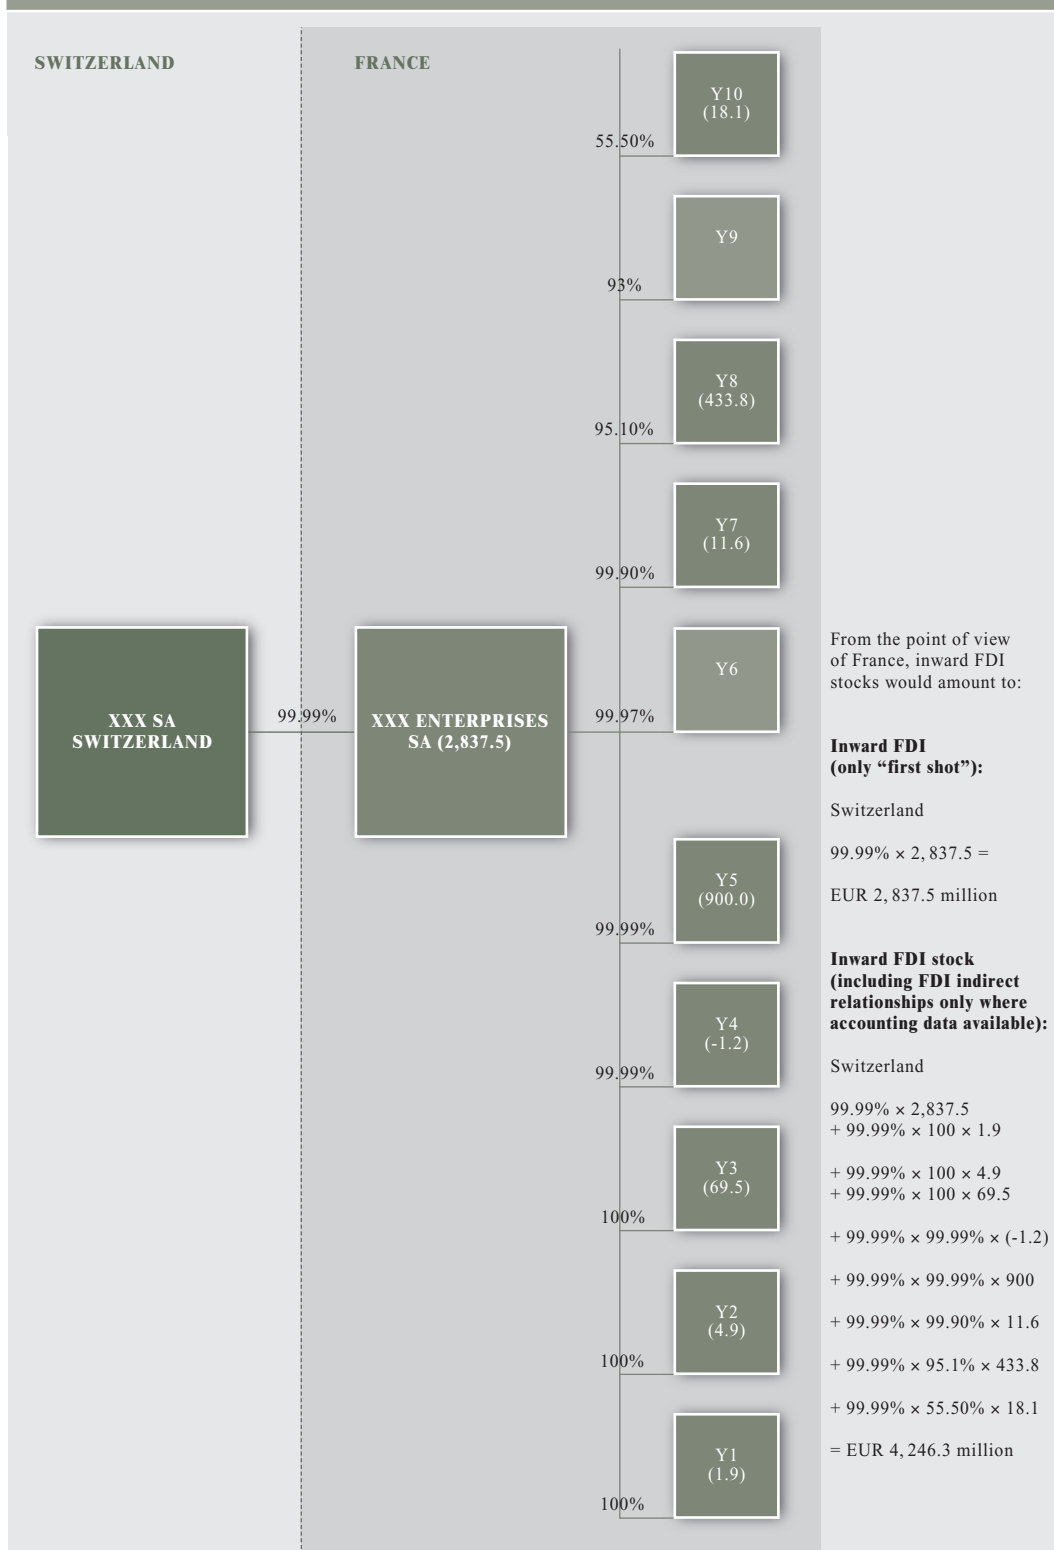 SWITZERLAND
FRANCE
Y10
(18.1)
55.50%
Y9
93%
Y8
(433.8)
95.10%
Y7
(11.6)
99.90%
Y6
99.97%
XXX SA
SWITZERLAND
99.99%
XXX ENTERPRISES
SA (2,837.5)
Y5
(900.0)
99.99%
Y4
(-1.2)
99.99%
Y3
(69.5)
100%
Y2
(4.9)
100%
Y1
(1.9)
100%
From the point of view
of France, inward FDI
stocks would amount to:
Inward FDI
(only “first shot”):
Switzerland
99.99% × 2, 837.5 =
EUR 2, 837.5 million
Inward FDI stock
(including FDI indirect
relationships only where
accounting data available):
Switzerland
99.99% × 2,837.5
+ 99.99% × 100 × 1.9
+ 99.99% × 100 × 4.9
+ 99.99% × 100 × 69.5
+ 99.99% × 99.99% × (-1.2)
+ 99.99% × 99.99% × 900
+ 99.99% × 99.90% × 11.6
+ 99.99% × 95.1% × 433.8
+ 99.99% × 55.50% × 18.1
= EUR 4, 246.3 million